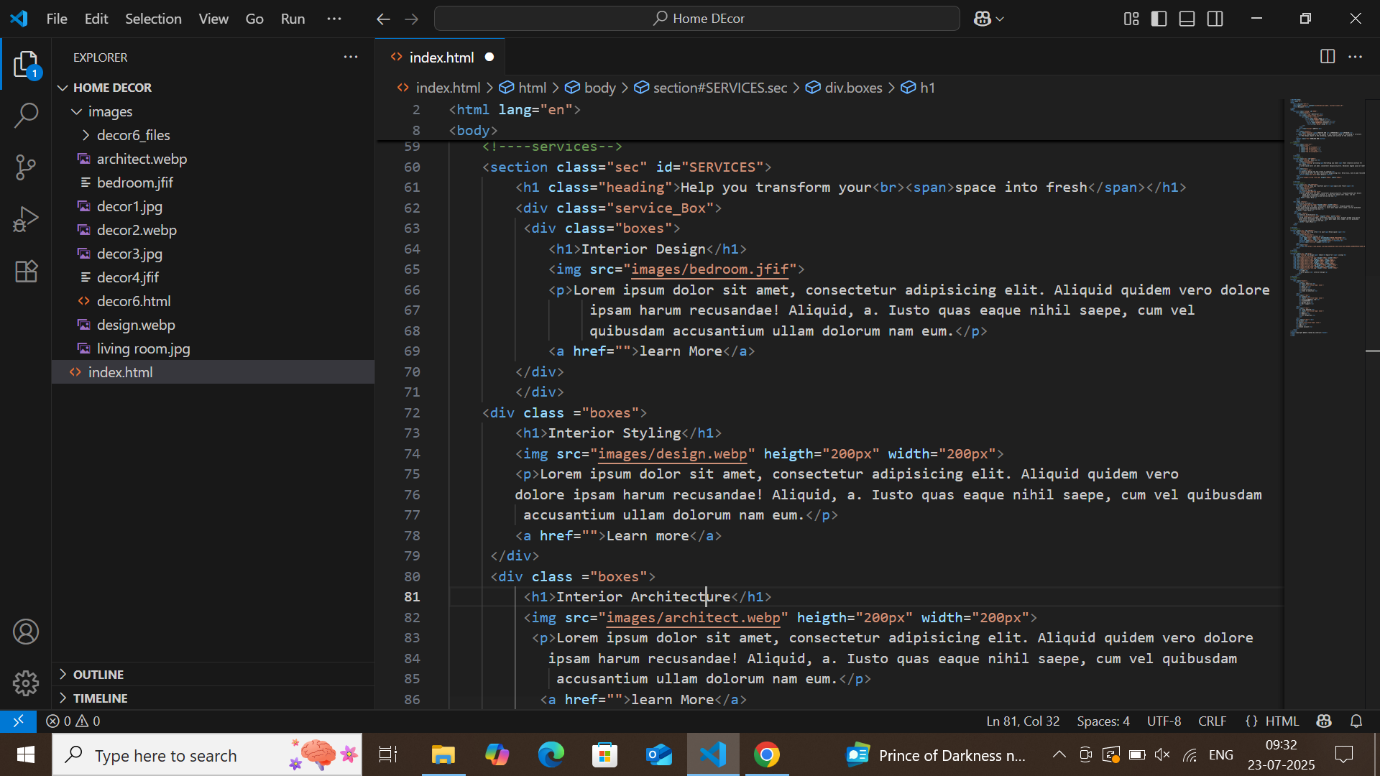 File Edit Selection View Go Run ··· Home DEcor
EXPLORER ···
1
HOME DECOR
images
decor6_files
architect.webp
bedroom.jfif
decor1.jpg
decor2.webp
decor3.jpg
decor4.jfif
decor6.html
design.webp
living room.jpg
index.html
OUTLINE
TIMELINE
index.html
index.html > html > body > section#SERVICES.sec > div.boxes > h1
2 <html lang="en">
8 <body>
59 <!----services-->
60 <section class="sec" id="SERVICES">
61 <h1 class="heading">Help you transform your<br><span>space into fresh</span></h1>
62 <div class="service_Box">
63 <div class="boxes">
64 <h1>Interior Design</h1>
65 <img src="images/bedroom.jfif">
66 <p>Lorem ipsum dolor sit amet, consectetur adipisicing elit. Aliquid quidem vero dolore
67 ipsam harum recusandae! Aliquid, a. Iusto quas eaque nihil saepe, cum vel
68 quibusdam accusantium ullam dolorum nam eum.</p>
69 <a href="">learn More</a>
70 </div>
71 </div>
72 <div class ="boxes">
73 <h1>Interior Styling</h1>
74 <img src="images/design.webp" heigth="200px" width="200px">
75 <p>Lorem ipsum dolor sit amet, consectetur adipisicing elit. Aliquid quidem vero
76 dolore ipsam harum recusandae! Aliquid, a. Iusto quas eaque nihil saepe, cum vel quibusdam
77 accusantium ullam dolorum nam eum.</p>
78 <a href="">Learn more</a>
79 </div>
80 <div class ="boxes">
81 <h1>Interior Architecture</h1>
82 <img src="images/architect.webp" heigth="200px" width="200px">
83 <p>Lorem ipsum dolor sit amet, consectetur adipisicing elit. Aliquid quidem vero dolore
84 ipsam harum recusandae! Aliquid, a. Iusto quas eaque nihil saepe, cum vel quibusdam
85 accusantium ullam dolorum nam eum.</p>
86 <a href="">learn More</a>
0 0 Ln 81, Col 32 Spaces: 4 UTF-8 CRLF {} HTML
Type here to search Prince of Darkness n... ENG 09:32
23-07-2025